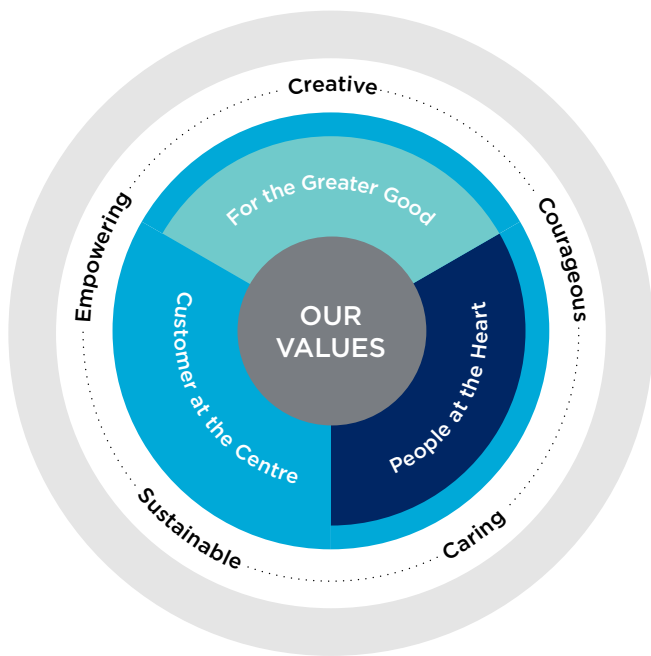 Creative
Courageous
Caring
Sustainable
Empowering
For the Greater Good
People at the Heart
Customer at the Centre
OUR
VALUES